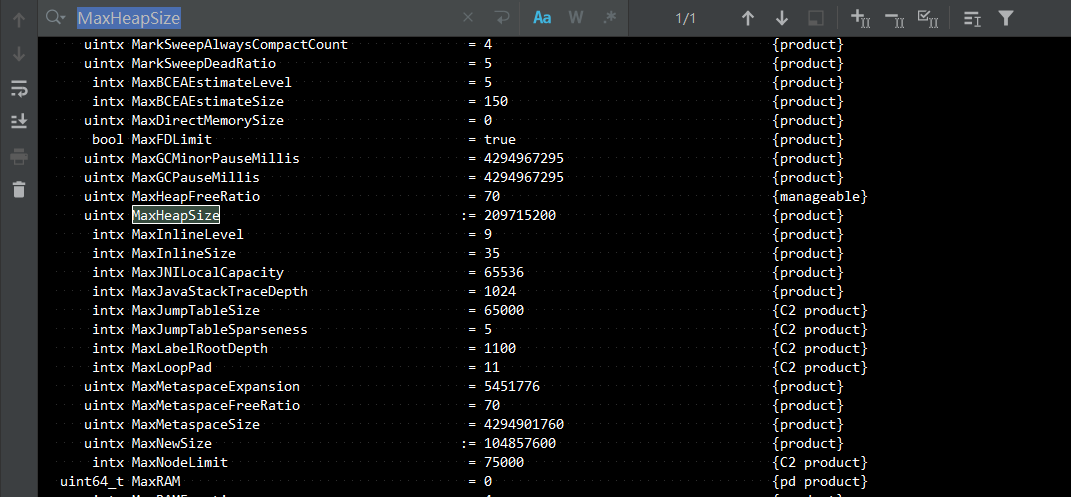 MaxHeapSize × Aa W .* 1/1
uintx MarkSweepAlwaysCompactCount = 4 {product}
uintx MarkSweepDeadRatio = 5 {product}
intx MaxBCEAEstimateLevel = 5 {product}
intx MaxBCEAEstimateSize = 150 {product}
uintx MaxDirectMemorySize = 0 {product}
bool MaxFDLimit = true {product}
uintx MaxGCMinorPauseMillis = 4294967295 {product}
uintx MaxGCPauseMillis = 4294967295 {product}
uintx MaxHeapFreeRatio = 70 {manageable}
uintx MaxHeapSize := 209715200 {product}
intx MaxInlineLevel = 9 {product}
intx MaxInlineSize = 35 {product}
intx MaxJNILocalCapacity = 65536 {product}
intx MaxJavaStackTraceDepth = 1024 {product}
intx MaxJumpTableSize = 65000 {C2 product}
intx MaxJumpTableSparseness = 5 {C2 product}
intx MaxLabelRootDepth = 1100 {C2 product}
intx MaxLoopPad = 11 {C2 product}
uintx MaxMetaspaceExpansion = 5451776 {product}
uintx MaxMetaspaceFreeRatio = 70 {product}
uintx MaxMetaspaceSize = 4294901760 {product}
uintx MaxNewSize := 104857600 {product}
intx MaxNodeLimit = 75000 {C2 product}
uint64_t MaxRAM = 0 {pd product}